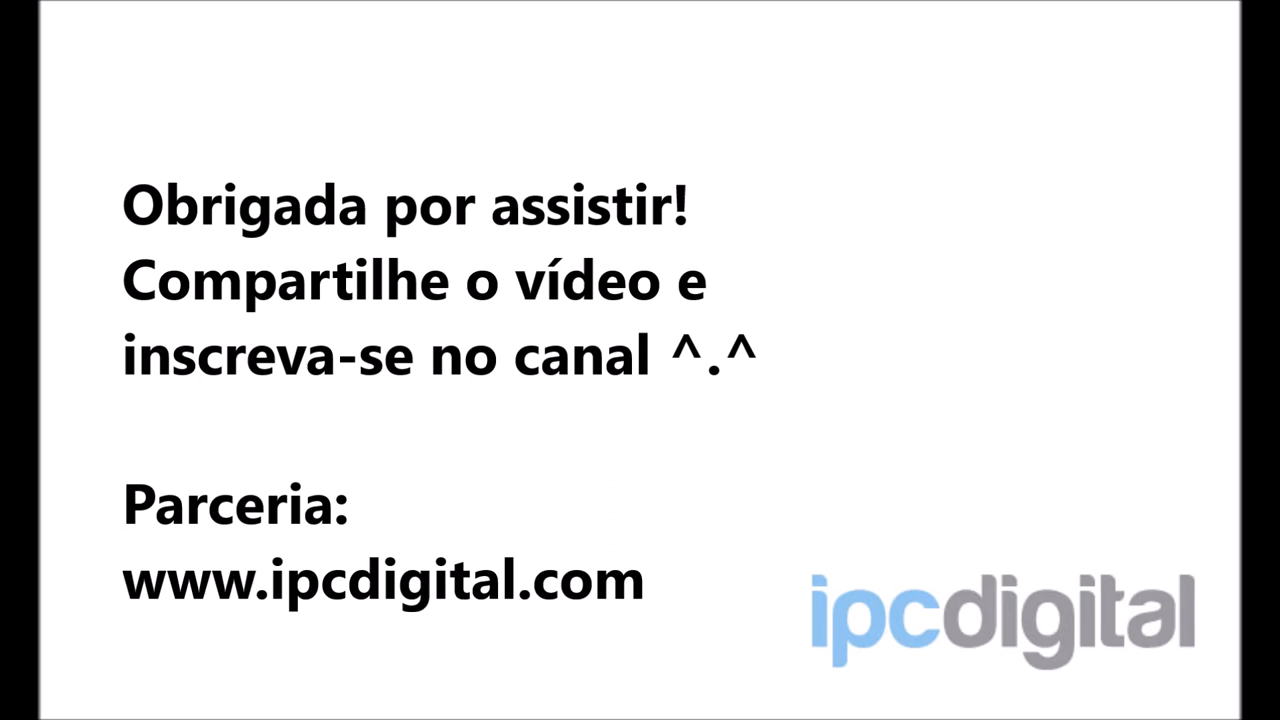 Obrigada por assistir!
Compartilhe o vídeo e
inscreva-se no canal ^.^
Parceria:
www.ipcdigital.com
ipcdigital